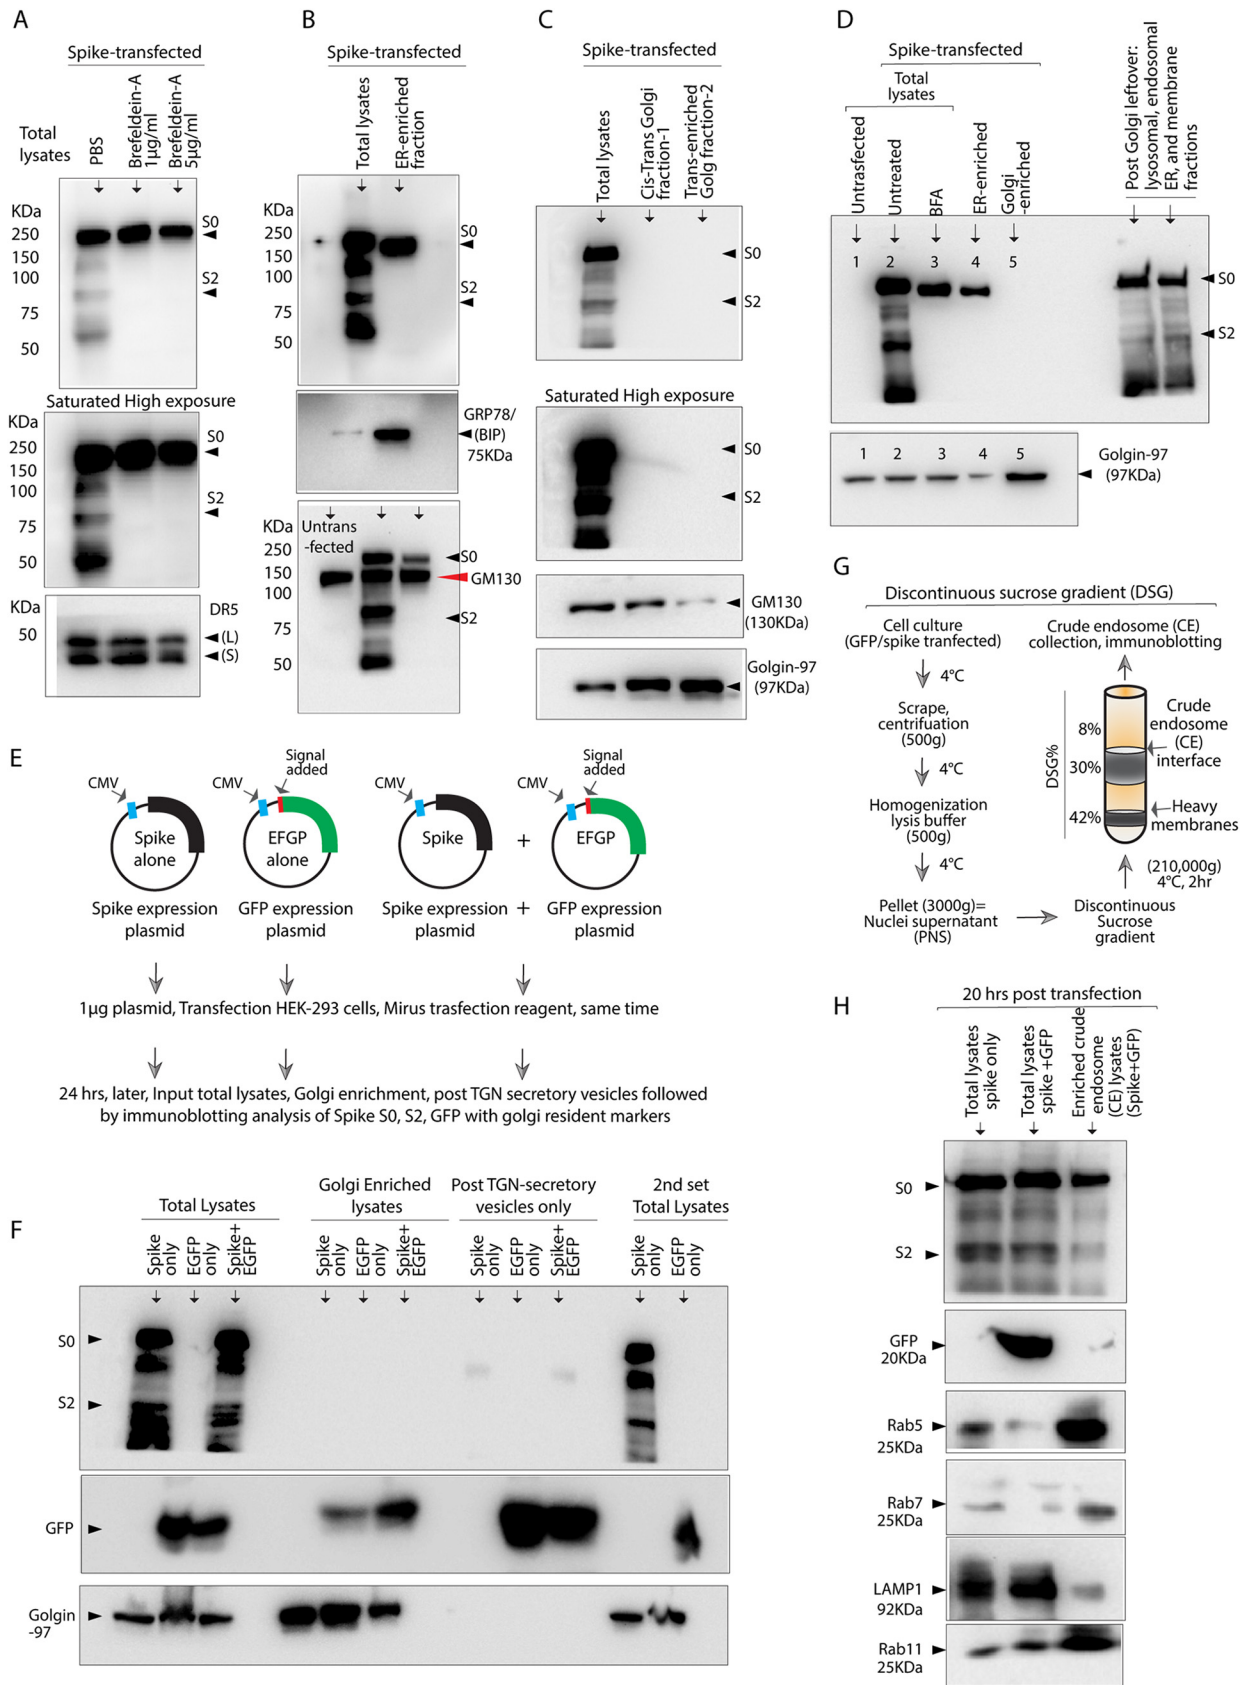 A
Spike-transfected
Total
lysates
PBS
Brefeldein-A
1µg/ml
Brefeldein-A
5µg/ml
KDa
250
150
100
75
50
S0
S2
Saturated High exposure
KDa
250
150
100
75
50
S0
S2
KDa
50
DR5
(L)
(S)
B
Spike-transfected
Total lysates
ER-enriched
fraction
KDa
250
150
100
75
50
S0
S2
GRP78/
(BIP)
75KDa
KDa
250
150
100
75
50
Untrans
-fected
S0
GM130
S2
C
Spike-transfected
Total lysates
Cis-Trans Golgi
fraction-1
Trans-enriched
Golg fraction-2
S0
S2
Saturated High exposure
S0
S2
GM130
(130KDa)
Golgin-97
(97KDa)
D
Spike-transfected
Total
lysates
Untrasfected
Untreated
BFA
ER-enriched
Golgi
-enriched
Post Golgi leftover:
lysosomal, endosomal
ER, and membrane
fractions
1 2 3 4 5
S0
S2
1 2 3 4 5
Golgin-97
(97KDa)
G
Discontinuous sucrose gradient (DSG)
Cell culture
(GFP/spike transfected)
4°C
Scrape,
centrifuation
(500g)
4°C
Homogenization
lysis buffer
(500g)
4°C
Pellet (3000g)=
Nuclei supernatant
(PNS)
Discontinuous
Sucrose
gradient
(210,000g)
4°C, 2hr
Crude endosome (CE)
collection, immunoblotting
DSG%
8%
30%
42%
Crude
endosome
(CE)
interface
Heavy
membranes
E
CMV
Spike
alone
Spike expression
plasmid
CMV
Signal
added
EFGP
alone
GFP expression
plasmid
CMV
Spike
Spike expression
plasmid
+
+
Signal
added
CMV
EFGP
GFP expression
plasmid
1µg plasmid, Transfection HEK-293 cells, Mirus trasfection reagent, same time
24 hrs, later, Input total lysates, Golgi enrichment, post TGN secretory vesicles followed
by immunoblotting analysis of Spike S0, S2, GFP with golgi resident markers
F
Total Lysates
Golgi Enriched
lysates
Post TGN-secretory
vesicles only
2nd set
Total Lysates
Spike
only
EGFP
only
Spike+
EGFP
Spike
only
EGFP
only
Spike+
EGFP
Spike
only
EGFP
only
Spike+
EGFP
Spike
only
EGFP
only
S0
S2
GFP
Golgin
-97
H
20 hrs post transfection
Total lysates
spike only
Total lysates
spike +GFP
Enriched crude
endosome
(CE) lysates
(Spike+GFP)
S0
S2
GFP
20KDa
Rab5
25KDa
Rab7
25KDa
LAMP1
92KDa
Rab11
25KDa